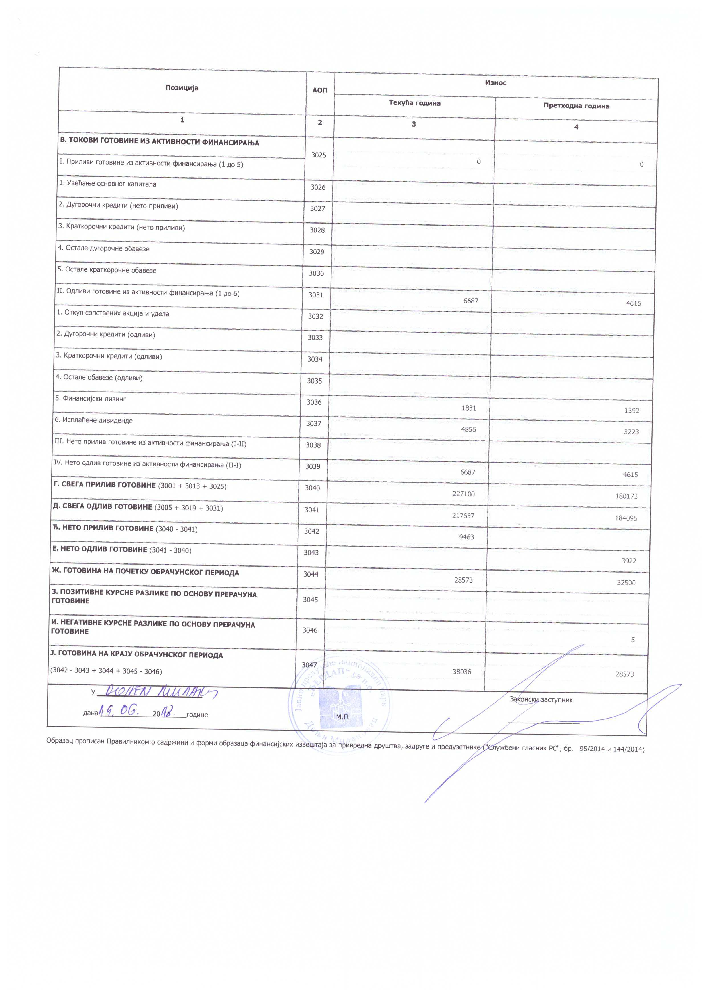 Позиција АОП Износ
Текућа година Претходна година
1 2 3 4
В. ТОКОВИ ГОТОВИНЕ ИЗ АКТИВНОСТИ ФИНАНСИРАЊА
I. Приливи готовине из активности финансирања (1 до 5) 3025 0 0
1. Увећање основног капитала 3026
2. Дугорочни кредити (нето приливи) 3027
3. Краткорочни кредити (нето приливи) 3028
4. Остале дугорочне обавезе 3029
5. Остале краткорочне обавезе 3030
II. Одливи готовине из активности финансирања (1 до 6) 3031 6687 4615
1. Откуп сопствених акција и удела 3032
2. Дугорочни кредити (одливи) 3033
3. Краткорочни кредити (одливи) 3034
4. Остале обавезе (одливи) 3035
5. Финансијски лизинг 3036 1831 1392
6. Исплаћене дивиденде 3037 4856 3223
III. Нето прилив готовине из активности финансирања (I-II) 3038
IV. Нето одлив готовине из активности финансирања (II-I) 3039 6687 4615
Г. СВЕГА ПРИЛИВ ГОТОВИНЕ (3001 + 3013 + 3025) 3040 227100 180173
Д. СВЕГА ОДЛИВ ГОТОВИНЕ (3005 + 3019 + 3031) 3041 217637 184095
Ђ. НЕТО ПРИЛИВ ГОТОВИНЕ (3040 - 3041) 3042 9463
Е. НЕТО ОДЛИВ ГОТОВИНЕ (3041 - 3040) 3043 3922
Ж. ГОТОВИНА НА ПОЧЕТКУ ОБРАЧУНСКОГ ПЕРИОДА 3044 28573 32500
З. ПОЗИТИВНЕ КУРСНЕ РАЗЛИКЕ ПО ОСНОВУ ПРЕРАЧУНА
ГОТОВИНЕ 3045
И. НЕГАТИВНЕ КУРСНЕ РАЗЛИКЕ ПО ОСНОВУ ПРЕРАЧУНА
ГОТОВИНЕ 3046 5
Ј. ГОТОВИНА НА КРАЈУ ОБРАЧУНСКОГ ПЕРИОДА
(3042 - 3043 + 3044 + 3045 - 3046) 3047 38036 28573
Јавно предузеће национални парк
„ЂЕРДАП“ са п.о.
Доњи Милановац
У
Законски заступник
дана 19. 06. 2018. године
М.П.
Образац прописан Правилником о садржини и форми образаца финансијских извештаја за привредна друштва, задруге и предузетнике ("Службени гласник РС", бр. 95/2014 и 144/2014)